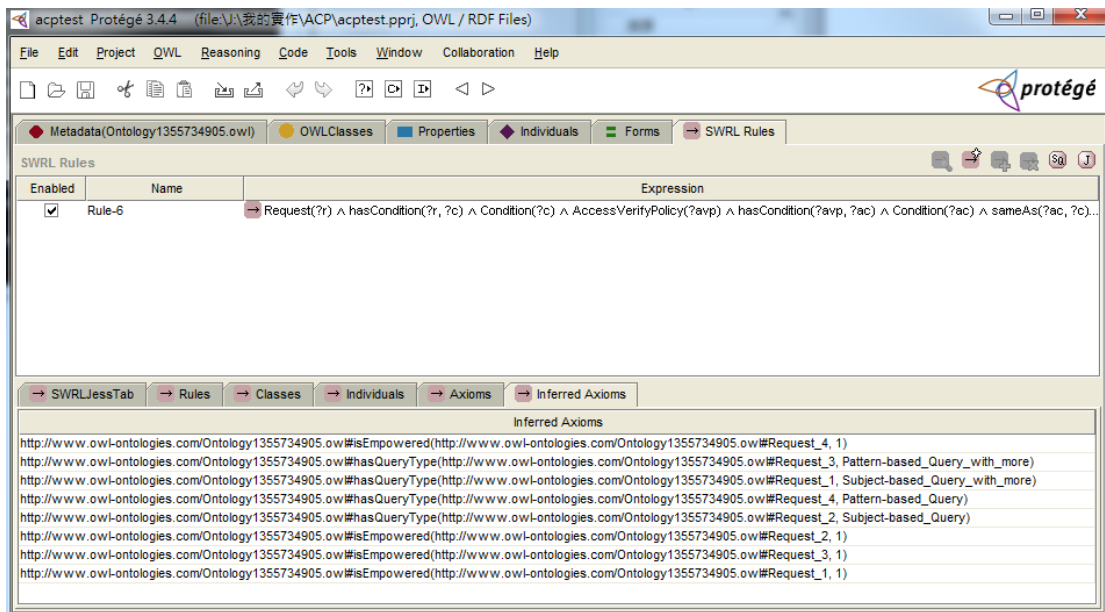 acptest Protégé 3.4.4 (file:\J:\我的實作\ACP\acptest.pprj, OWL / RDF Files)
File Edit Project OWL Reasoning Code Tools Window Collaboration Help
protégé
Metadata(Ontology1355734905.owl) OWLClasses Properties Individuals Forms SWRL Rules
SWRL Rules
Enabled Name Expression
Rule-6 Request(?r) ∧ hasCondition(?r, ?c) ∧ Condition(?c) ∧ AccessVerifyPolicy(?avp) ∧ hasCondition(?avp, ?ac) ∧ Condition(?ac) ∧ sameAs(?ac, ?c)...
SWRLJessTab Rules Classes Individuals Axioms Inferred Axioms
Inferred Axioms
http://www.owl-ontologies.com/Ontology1355734905.owl#isEmpowered(http://www.owl-ontologies.com/Ontology1355734905.owl#Request_4, 1)
http://www.owl-ontologies.com/Ontology1355734905.owl#hasQueryType(http://www.owl-ontologies.com/Ontology1355734905.owl#Request_3, Pattern-based_Query_with_more)
http://www.owl-ontologies.com/Ontology1355734905.owl#hasQueryType(http://www.owl-ontologies.com/Ontology1355734905.owl#Request_1, Subject-based_Query_with_more)
http://www.owl-ontologies.com/Ontology1355734905.owl#hasQueryType(http://www.owl-ontologies.com/Ontology1355734905.owl#Request_4, Pattern-based_Query)
http://www.owl-ontologies.com/Ontology1355734905.owl#hasQueryType(http://www.owl-ontologies.com/Ontology1355734905.owl#Request_2, Subject-based_Query)
http://www.owl-ontologies.com/Ontology1355734905.owl#isEmpowered(http://www.owl-ontologies.com/Ontology1355734905.owl#Request_2, 1)
http://www.owl-ontologies.com/Ontology1355734905.owl#isEmpowered(http://www.owl-ontologies.com/Ontology1355734905.owl#Request_3, 1)
http://www.owl-ontologies.com/Ontology1355734905.owl#isEmpowered(http://www.owl-ontologies.com/Ontology1355734905.owl#Request_1, 1)